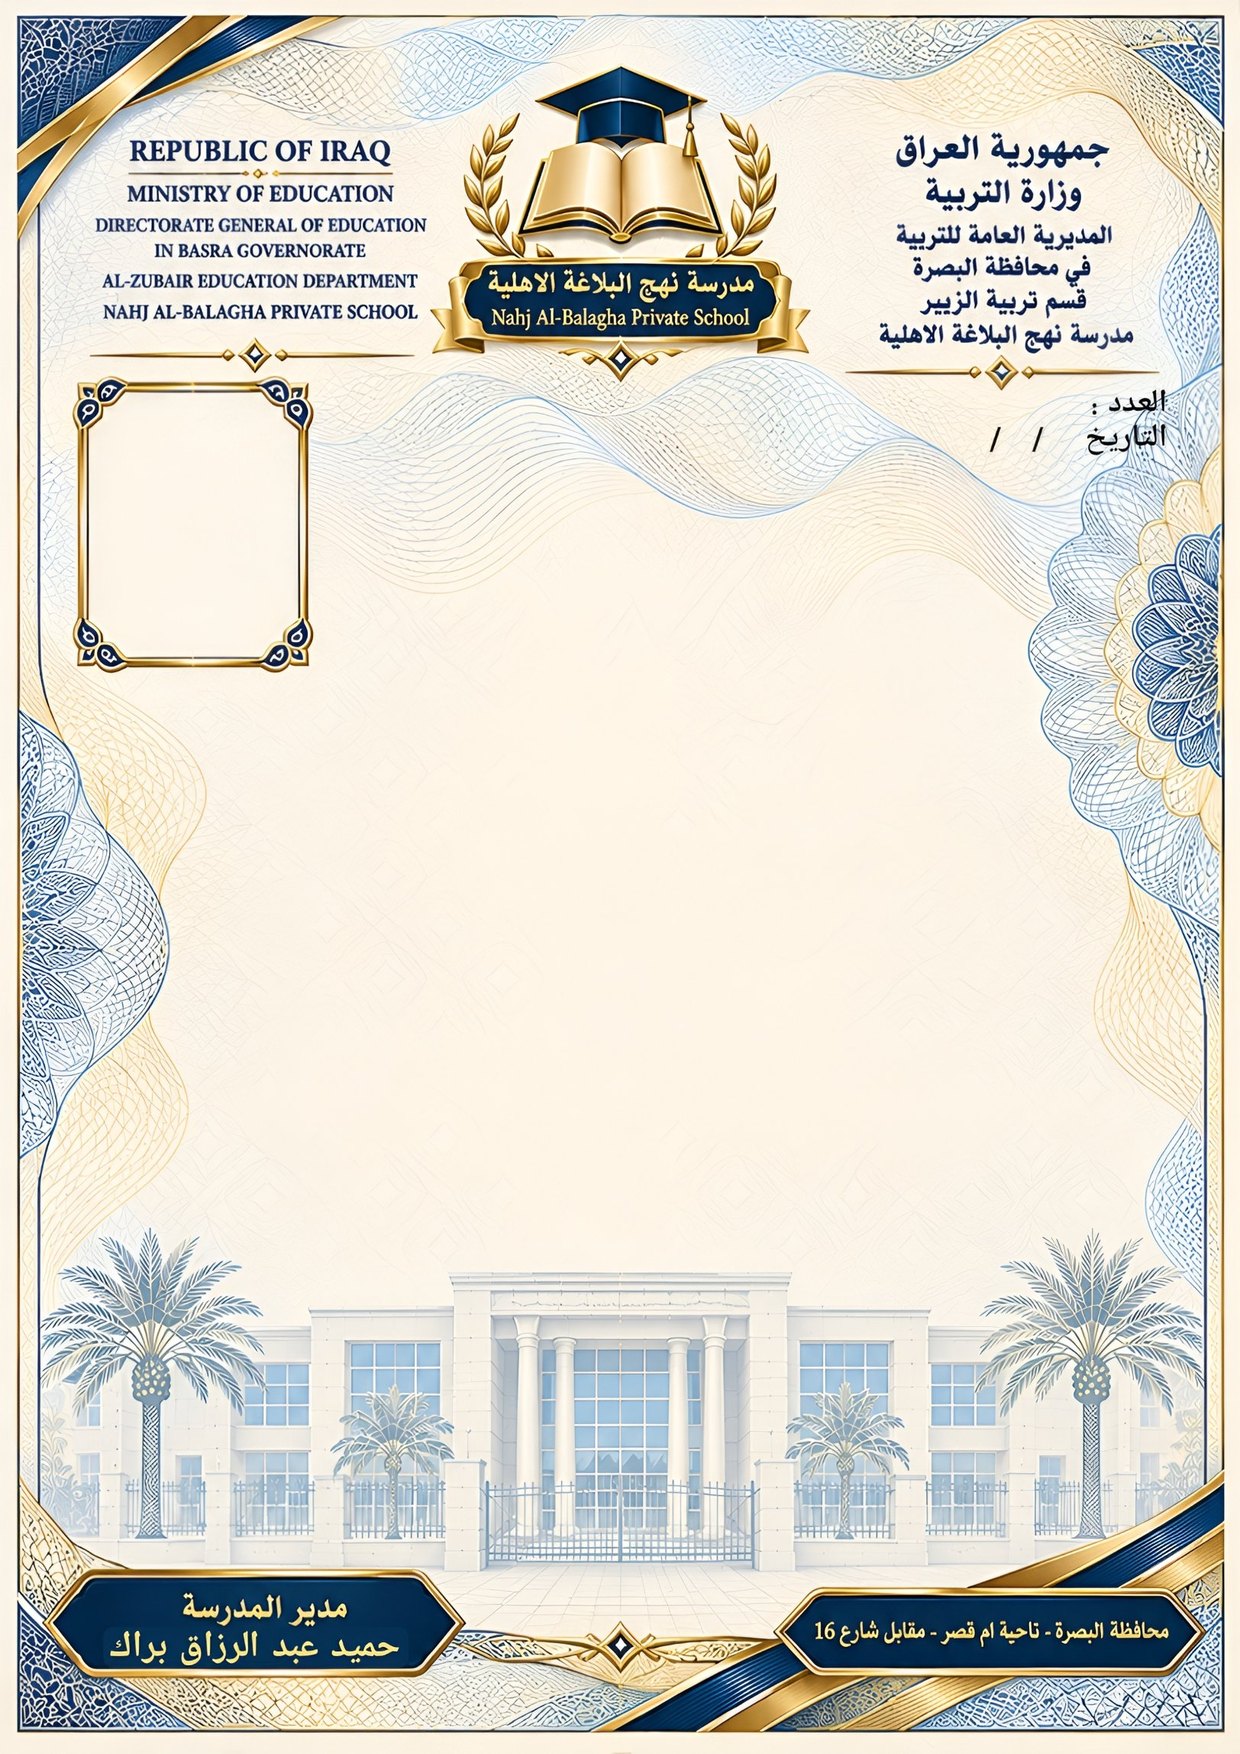 REPUBLIC OF IRAQ
MINISTRY OF EDUCATION
DIRECTORATE GENERAL OF EDUCATION
IN BASRA GOVERNORATE
AL-ZUBAIR EDUCATION DEPARTMENT
NAHJ AL-BALAGHA PRIVATE SCHOOL
مدرسة نهج البلاغة الاهلية
Nahj Al-Balagha Private School
جمهورية العراق
وزارة التربية
المديرية العامة للتربية
في محافظة البصرة
قسم تربية الزبير
مدرسة نهج البلاغة الاهلية
العدد :
التاريخ / /
مدير المدرسة
حميد عبد الرزاق براك
محافظة البصرة - ناحية ام قصر - مقابل شارع 16